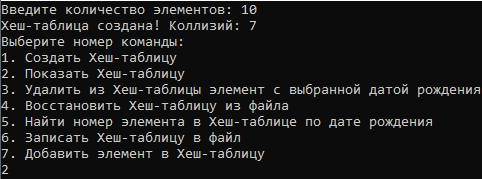 Введите количество элементов: 10
Хеш-таблица создана! Коллизий: 7
Выберите номер команды:
1. Создать Хеш-таблицу
2. Показать Хеш-таблицу
3. Удалить из Хеш-таблицы элемент с выбранной датой рождения
4. Восстановить Хеш-таблицу из файла
5. Найти номер элемента в Хеш-таблице по дате рождения
6. Записать Хеш-таблицу в файл
7. Добавить элемент в Хеш-таблицу
2